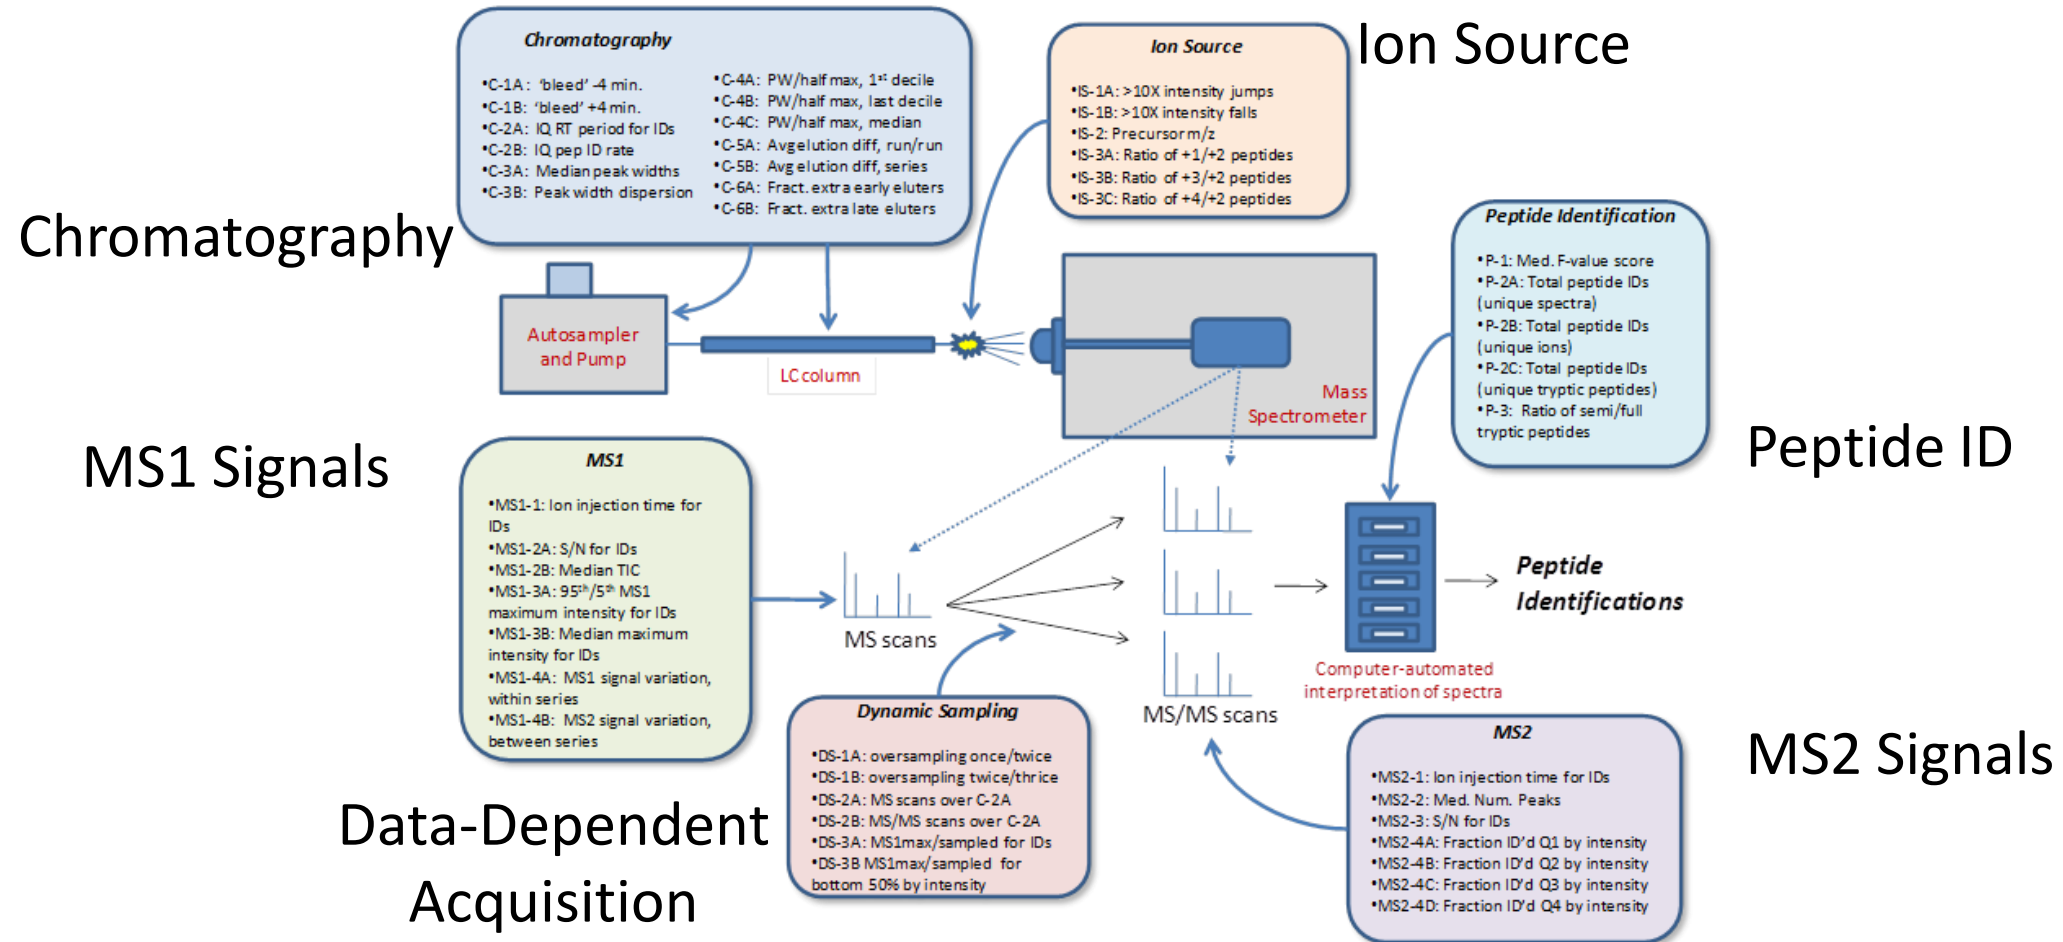 Chromatography
•C-1A: ‘bleed’ -4 min.
•C-1B: ‘bleed’ +4 min.
•C-2A: IQ RT period for IDs
•C-2B: IQ pep ID rate
•C-3A: Median peak widths
•C-3B: Peak width dispersion
•C-4A: PW/half max, 1st decile
•C-4B: PW/half max, last decile
•C-4C: PW/half max, median
•C-5A: Avg elution diff, run/run
•C-5B: Avg elution diff, series
•C-6A: Fract. extra early eluters
•C-6B: Fract. extra late eluters
Ion Source
•IS-1A: >10X intensity jumps
•IS-1B: >10X intensity falls
•IS-2: Precursor m/z
•IS-3A: Ratio of +1/+2 peptides
•IS-3B: Ratio of +3/+2 peptides
•IS-3C: Ratio of +4/+2 peptides
Ion Source
Chromatography
Peptide Identification
•P-1: Med. F-value score
•P-2A: Total peptide IDs
(unique spectra)
•P-2B: Total peptide IDs
(unique ions)
•P-2C: Total peptide IDs
(unique tryptic peptides)
•P-3: Ratio of semi/full
tryptic peptides
Autosampler
and Pump
LC column
Mass
Spectrometer
MS1 Signals
MS1
•MS1-1: Ion injection time for
IDs
•MS1-2A: S/N for IDs
•MS1-2B: Median TIC
•MS1-3A: 95th/5th MS1
maximum intensity for IDs
•MS1-3B: Median maximum
intensity for IDs
•MS1-4A: MS1 signal variation,
within series
•MS1-4B: MS2 signal variation,
between series
Peptide ID
MS scans
MS/MS scans
Computer-automated
interpretation of spectra
Peptide
Identifications
Data-Dependent
Acquisition
Dynamic Sampling
•DS-1A: oversampling once/twice
•DS-1B: oversampling twice/thrice
•DS-2A: MS scans over C-2A
•DS-2B: MS/MS scans over C-2A
•DS-3A: MS1max/sampled for IDs
•DS-3B MS1max/sampled for
bottom 50% by intensity
MS2
•MS2-1: Ion injection time for IDs
•MS2-2: Med. Num. Peaks
•MS2-3: S/N for IDs
•MS2-4A: Fraction ID’d Q1 by intensity
•MS2-4B: Fraction ID’d Q2 by intensity
•MS2-4C: Fraction ID’d Q3 by intensity
•MS2-4D: Fraction ID’d Q4 by intensity
MS2 Signals